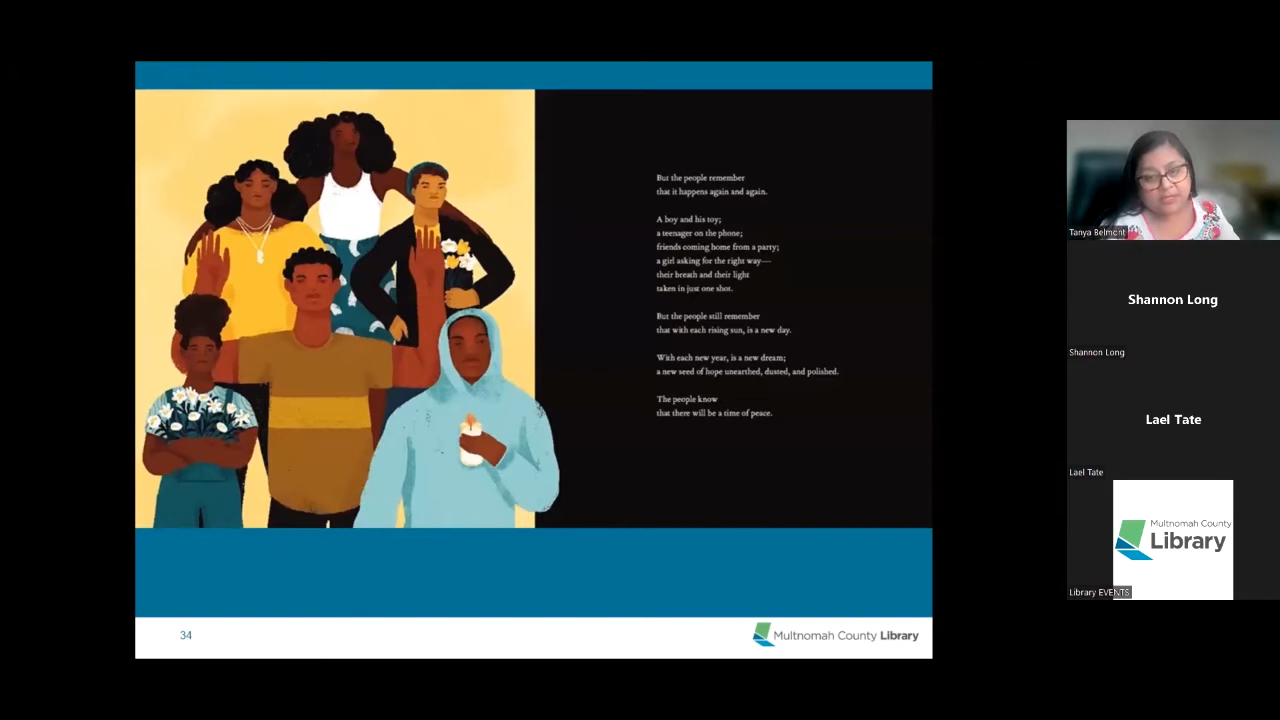 But the people remember
that it happens again and again.
A boy and his toy;
a teenager on the phone;
friends coming home from a party;
a girl asking for the right way—
their breath and their light
taken in just one shot.
But the people still remember
that with each rising sun, is a new day.
With each new year, is a new dream;
a new seed of hope unearthed, dusted, and polished.
The people know
that there will be a time of peace.
34
Multnomah County Library
Tanya Belmont
Shannon Long
Shannon Long
Lael Tate
Lael Tate
Multnomah County
Library
Library EVENTS